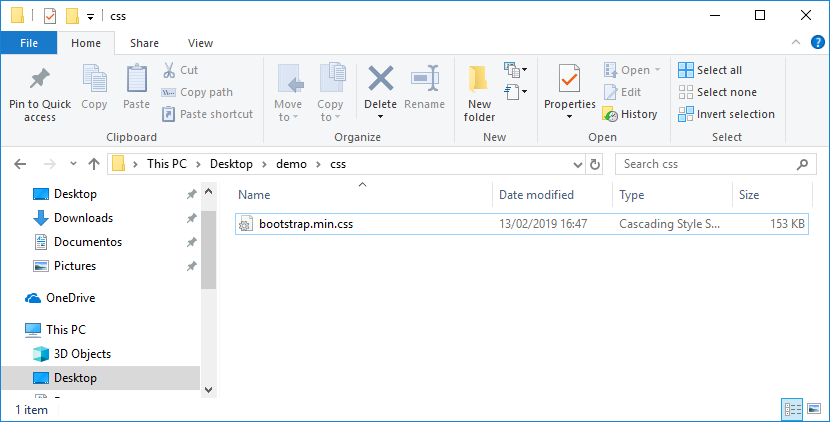 css
File Home Share View
Pin to Quick access
Copy
Paste
Cut
Copy path
Paste shortcut
Clipboard
Move to
Copy to
Delete
Rename
Organize
New folder
New
Properties
Open
Edit
History
Open
Select all
Select none
Invert selection
Select
This PC Desktop demo css
Search css
Name Date modified Type Size
bootstrap.min.css 13/02/2019 16:47 Cascading Style S... 153 KB
Desktop
Downloads
Documentos
Pictures
OneDrive
This PC
3D Objects
Desktop
1 item